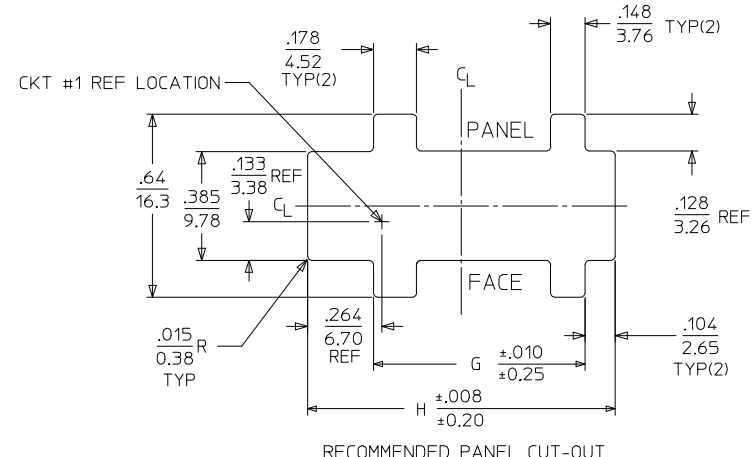 .148
3.76 TYP(2)
.178
4.52
TYP(2)
CKT #1 REF LOCATION
CL
PANEL
.64
16.3
.385
9.78
.133
3.38 REF
CL
.128
3.26 REF
FACE
.015
0.38 R
TYP
.264
6.70
REF
G ±.010
±0.25
.104
2.65
TYP(2)
H ±.008
±0.20
RECOMMENDED PANEL CUT-OUT